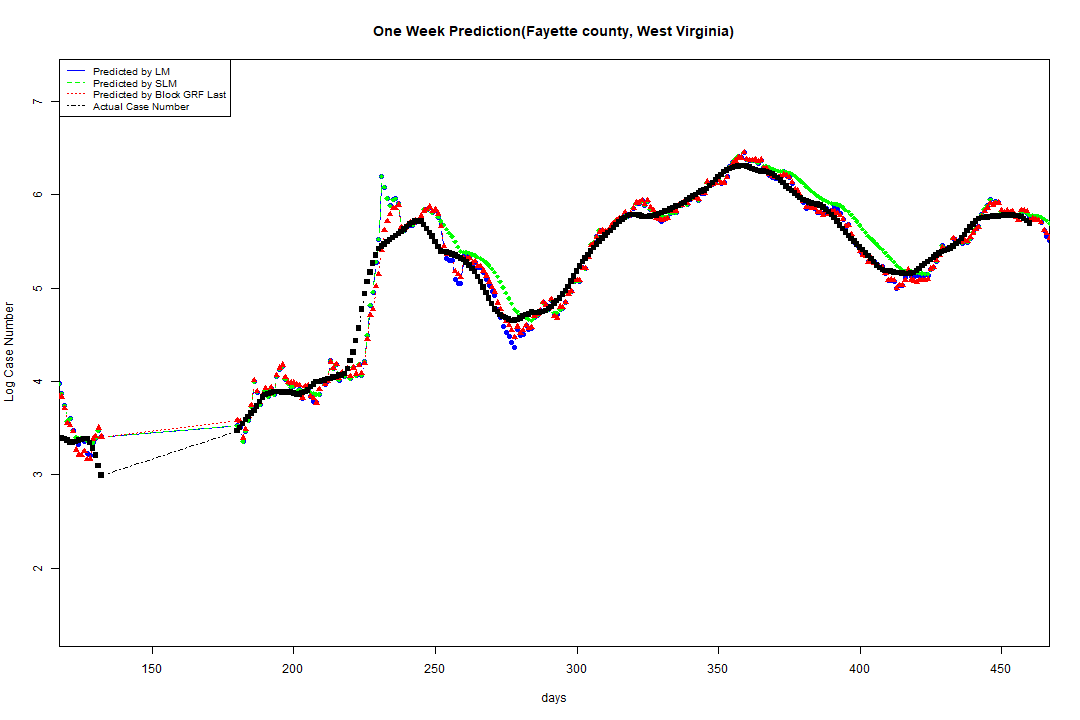 One Week Prediction(Fayette county, West Virginia)
Predicted by LM
Predicted by SLM
Predicted by Block GRF Last
Actual Case Number
7
6
5
4
3
2
Log Case Number
150 200 250 300 350 400 450
days